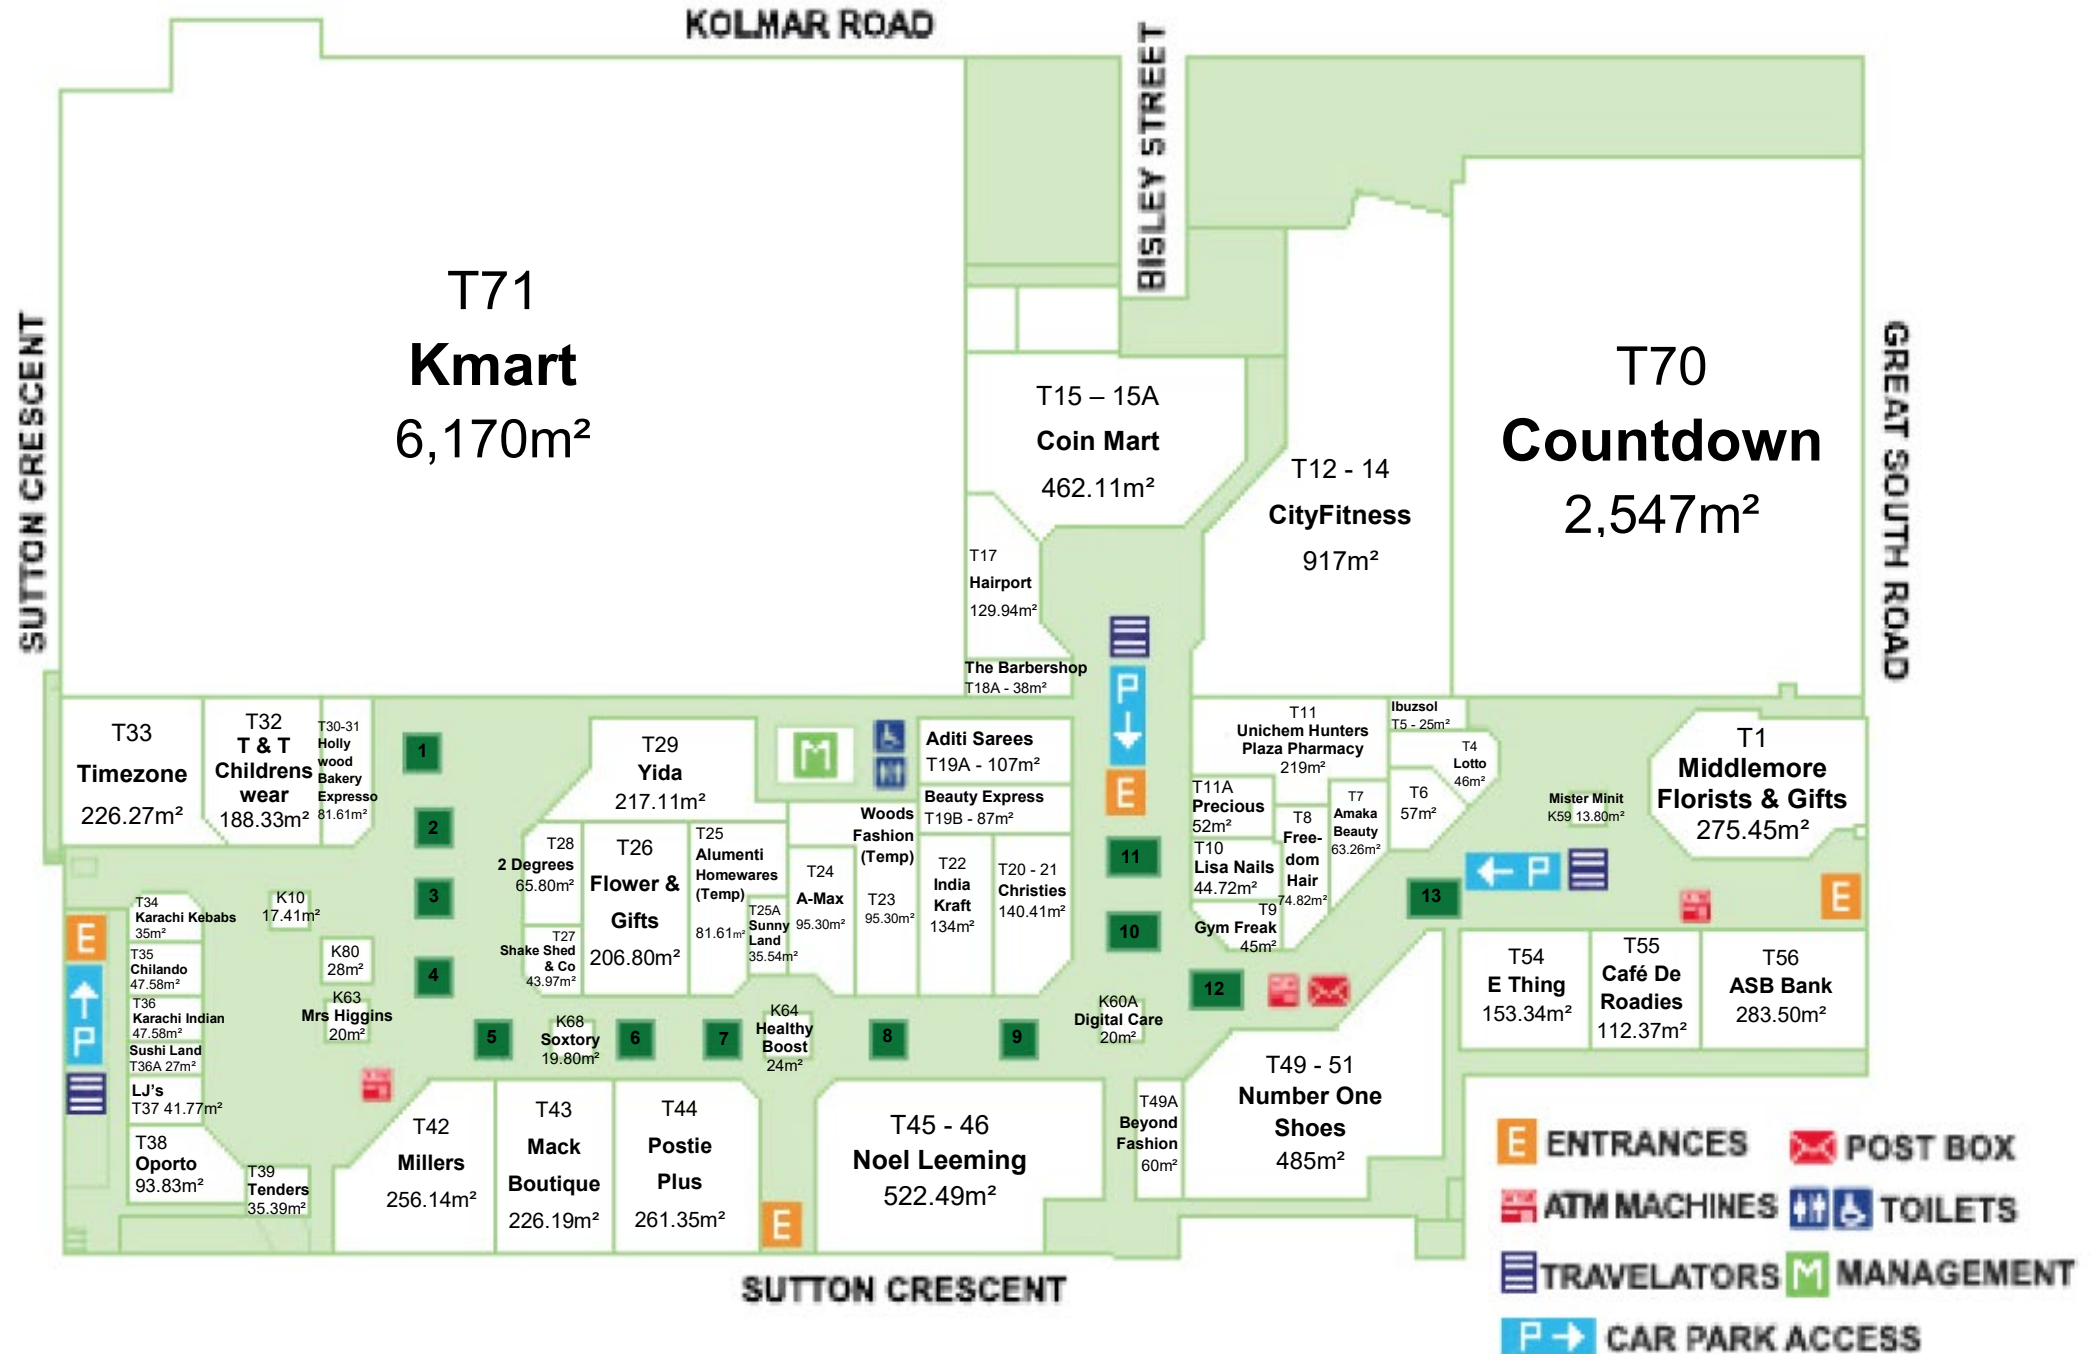 KOLMAR ROAD
BISLEY STREET
SUTTON CRESCENT
GREAT SOUTH ROAD
T71
Kmart
6,170m²
T70
Countdown
2,547m²
T15 – 15A
Coin Mart
462.11m²
T12 - 14
CityFitness
917m²
T17
Hairport
129.94m²
The Barbershop
T18A - 38m²
P
E
T33
Timezone
226.27m²
T32
T & T
Childrens
wear
188.33m²
T30-31
Holly
wood
Bakery
Expresso
81.61m²
1
2
3
4
T29
Yida
217.11m²
M
Aditi Sarees
T19A - 107m²
Beauty Express
T19B - 87m²
T28
2 Degrees
65.80m²
T27
Shake Shed
& Co
43.97m²
T26
Flower &
Gifts
206.80m²
T25
Alumenti
Homewares
(Temp)
81.61m²
T25A
Sunny
Land
35.54m²
T24
A-Max
95.30m²
Woods
Fashion
(Temp)
T23
95.30m²
T22
India
Kraft
134m²
T20 - 21
Christies
140.41m²
11
10
12
13
T11
Unichem Hunters
Plaza Pharmacy
219m²
T11A
Precious
52m²
T10
Lisa Nails
44.72m²
T9
Gym Freak
45m²
T8
Free-
dom
Hair
74.82m²
T7
Amaka
Beauty
63.26m²
Ibuzsol
T5 - 25m²
T4
Lotto
46m²
T6
57m²
Mister Minit
K59 13.80m²
T1
Middlemore
Florists & Gifts
275.45m²
P
E
T54
E Thing
153.34m²
T55
Café De
Roadies
112.37m²
T56
ASB Bank
283.50m²
E
P
T34
Karachi Kebabs
35m²
T35
Chilando
47.58m²
T36
Karachi Indian
47.58m²
Sushi Land
T36A 27m²
LJ's
T37 41.77m²
T38
Oporto
93.83m²
T39
Tenders
35.39m²
K10
17.41m²
K80
28m²
K63
Mrs Higgins
20m²
5
K68
Soxtory
19.80m²
6
7
K64
Healthy
Boost
24m²
8
9
K60A
Digital Care
20m²
T42
Millers
256.14m²
T43
Mack
Boutique
226.19m²
T44
Postie
Plus
261.35m²
E
T45 - 46
Noel Leeming
522.49m²
T49A
Beyond
Fashion
60m²
T49 - 51
Number One
Shoes
485m²
SUTTON CRESCENT
E ENTRANCES
POST BOX
ATM MACHINES
TOILETS
TRAVELATORS
M MANAGEMENT
P CAR PARK ACCESS